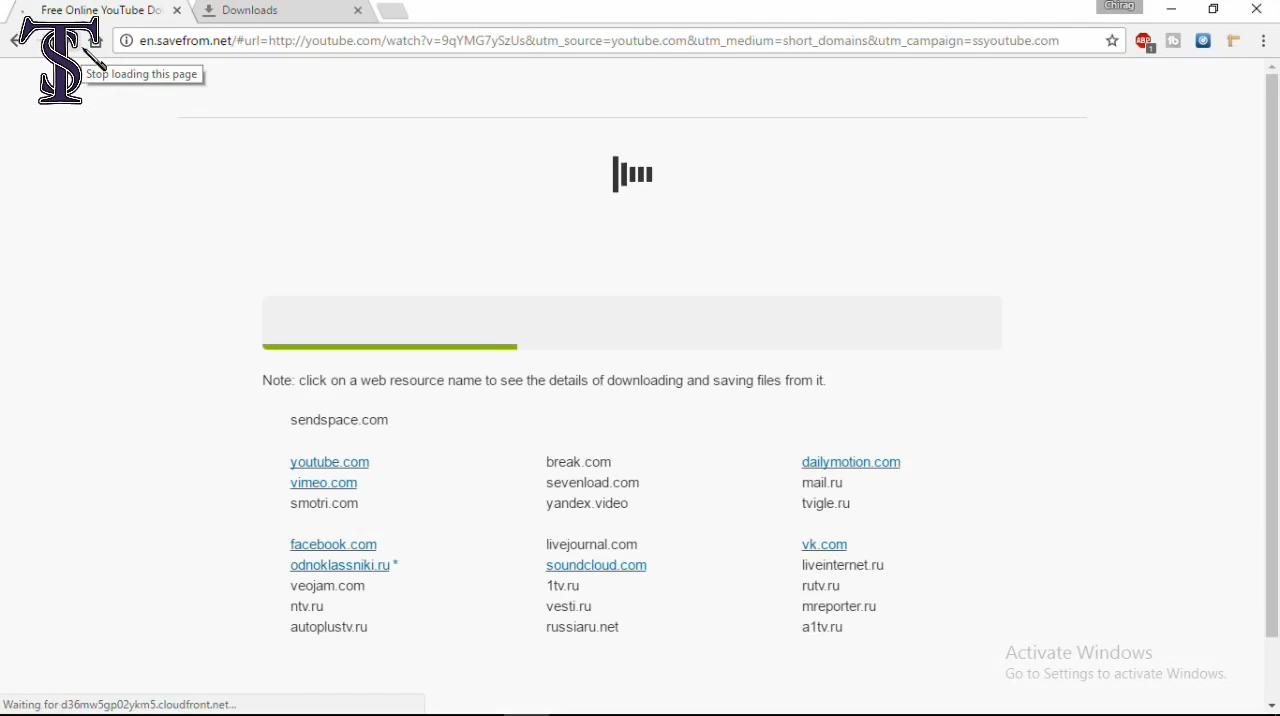 Free Online YouTube Do
Downloads
Chirag
en.savefrom.net/#url=http://youtube.com/watch?v=9qYMG7ySzUs&utm_source=youtube.com&utm_medium=short_domains&utm_campaign=ssyoutube.com
ABP
1
TS
Stop loading this page
Note: click on a web resource name to see the details of downloading and saving files from it.
sendspace.com
youtube.com break.com dailymotion.com
vimeo.com sevenload.com mail.ru
smotri.com yandex.video tvigle.ru
facebook.com livejournal.com vk.com
odnoklassniki.ru * soundcloud.com liveinternet.ru
veojam.com 1tv.ru rutv.ru
ntv.ru vesti.ru mreporter.ru
autoplustv.ru russiaru.net a1tv.ru
Activate Windows
Go to Settings to activate Windows.
Waiting for d36mw5gp02ykm5.cloudfront.net...